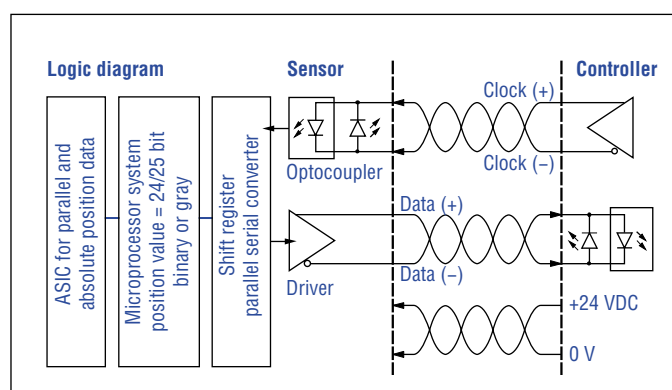 Logic diagram
Sensor
Controller
ASIC for parallel and
absolute position data
Microprocessor system
position value = 24/25 bit
binary or gray
Shift register
parallel serial converter
Optocoupler
Clock (+)
Clock (−)
Driver
Data (+)
Data (−)
+24 VDC
0 V